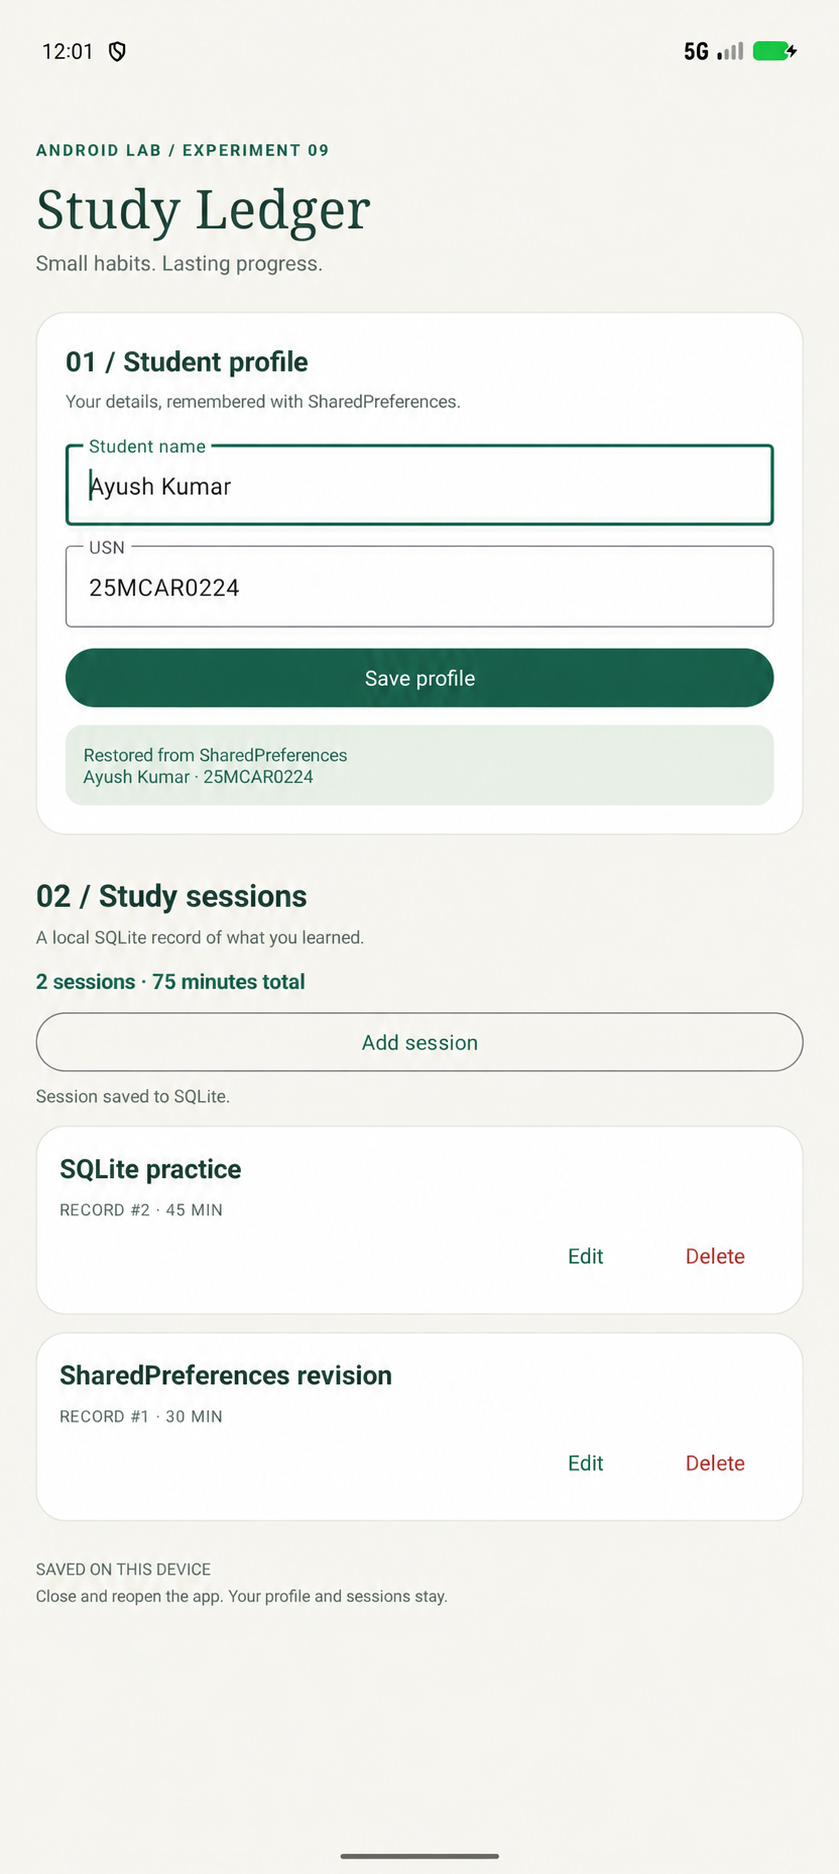 12:01
5G
ANDROID LAB / EXPERIMENT 09
Study Ledger
Small habits. Lasting progress.
01 / Student profile
Your details, remembered with SharedPreferences.
Student name
Ayush Kumar
USN
25MCAR0224
Save profile
Restored from SharedPreferences
Ayush Kumar · 25MCAR0224
02 / Study sessions
A local SQLite record of what you learned.
2 sessions · 75 minutes total
Add session
Session saved to SQLite.
SQLite practice
RECORD #2 · 45 MIN
Edit Delete
SharedPreferences revision
RECORD #1 · 30 MIN
Edit Delete
SAVED ON THIS DEVICE
Close and reopen the app. Your profile and sessions stay.